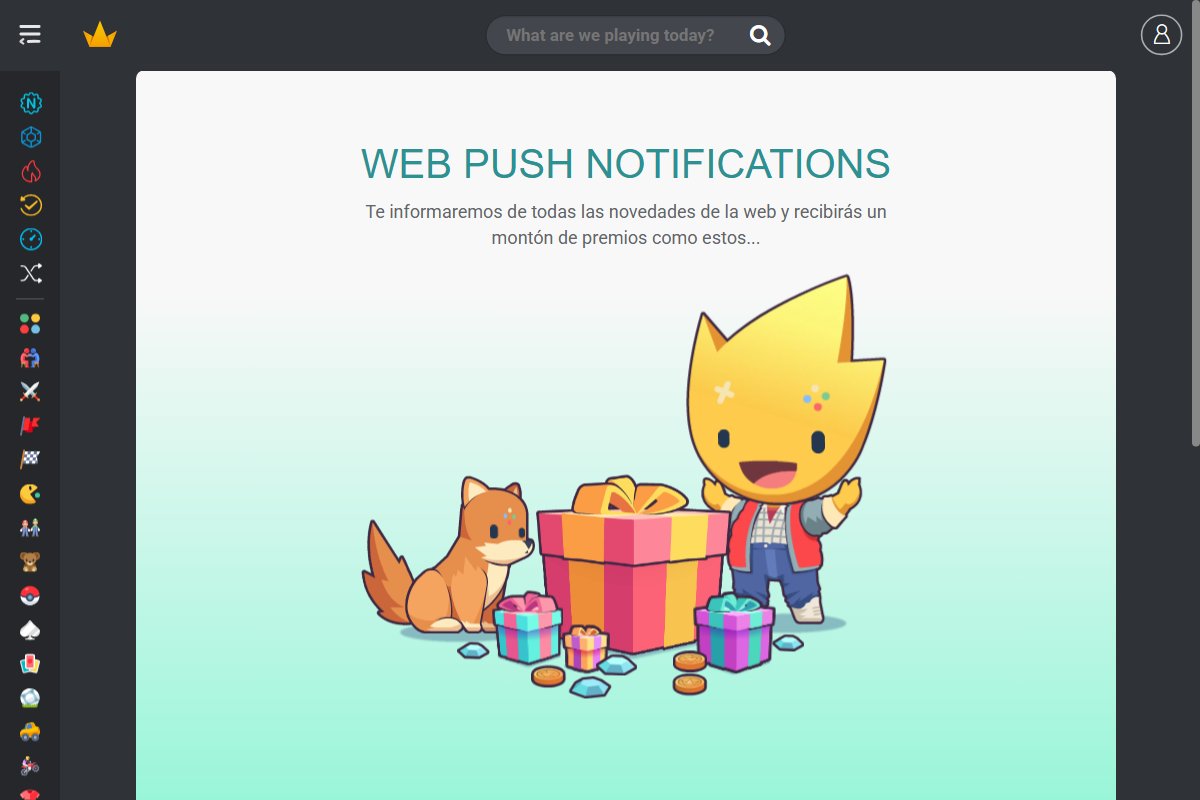 What are we playing today?
N
WEB PUSH NOTIFICATIONS
Te informaremos de todas las novedades de la web y recibirás un
montón de premios como estos...